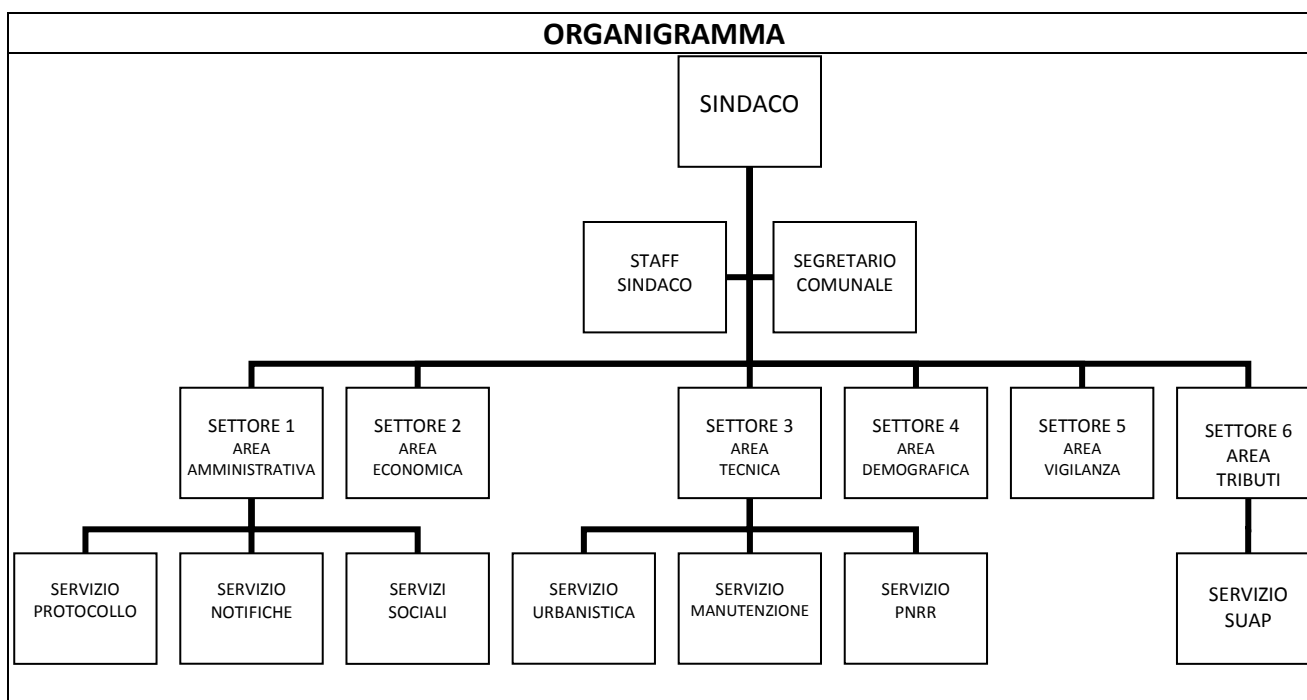 ORGANIGRAMMA
SINDACO
STAFF
SINDACO
SEGRETARIO
COMUNALE
SETTORE 1
AREA
AMMINISTRATIVA
SETTORE 2
AREA
ECONOMICA
SETTORE 3
AREA
TECNICA
SETTORE 4
AREA
DEMOGRAFICA
SETTORE 5
AREA
VIGILANZA
SETTORE 6
AREA
TRIBUTI
SERVIZIO
PROTOCOLLO
SERVIZIO
NOTIFICHE
SERVIZI
SOCIALI
SERVIZIO
URBANISTICA
SERVIZIO
MANUTENZIONE
SERVIZIO
PNRR
SERVIZIO
SUAP